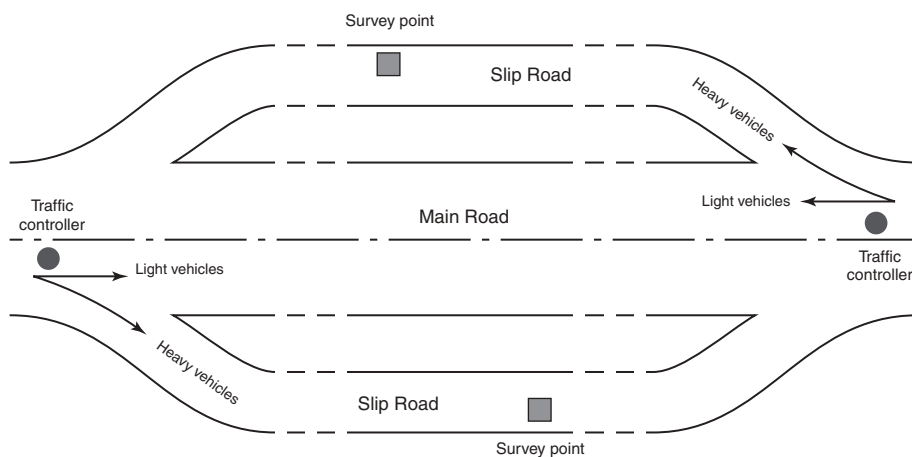 Survey point
Slip Road
Heavy vehicles
Light vehicles
Traffic
controller
Main Road
Traffic
controller
Light vehicles
Heavy vehicles
Slip Road
Survey point